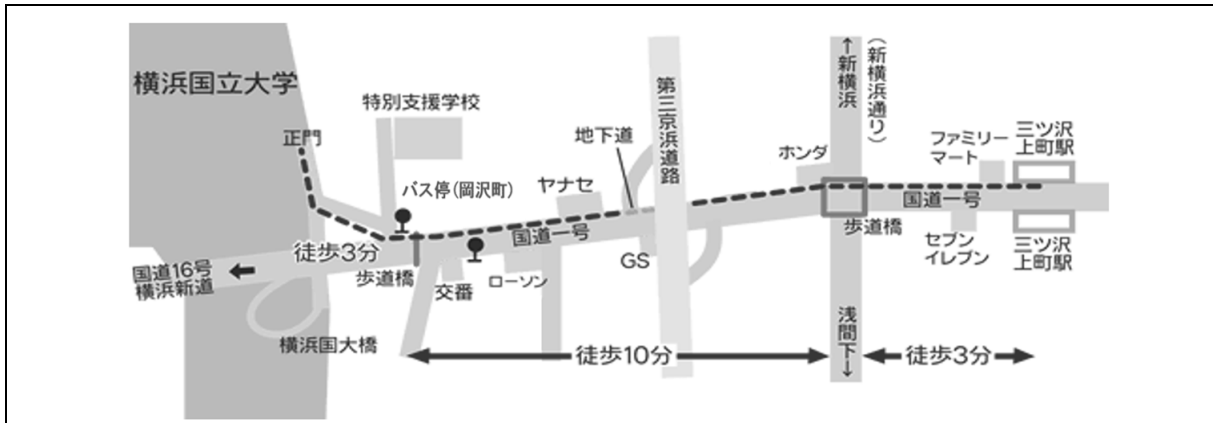 横浜国立大学
正門
特別支援学校
バス停(岡沢町)
ヤナセ
地下道
第三京浜道路
ホンダ
↑新横浜
(新横浜通り)
ファミリー
マート
三ツ沢
上町駅
国道一号
歩道橋
セブン
イレブン
三ツ沢
上町駅
国道一号
GS
徒歩3分
歩道橋
交番
ローソン
国道16号
横浜新道
横浜国大橋
徒歩10分
浅間下↓
徒歩3分